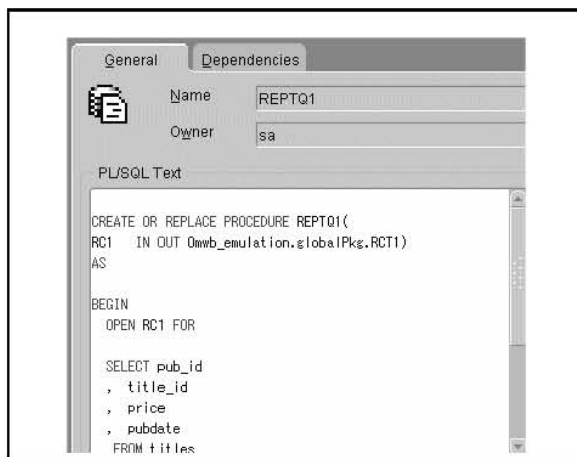 General Dependencies
Name REPTQ1
Owner sa
PL/SQL Text
CREATE OR REPLACE PROCEDURE REPTQ1(
RC1 IN OUT Omwb_emulation.globalPkg.RCT1)
AS
BEGIN
OPEN RC1 FOR
SELECT pub_id
, title_id
, price
, pubdate
FROM titles